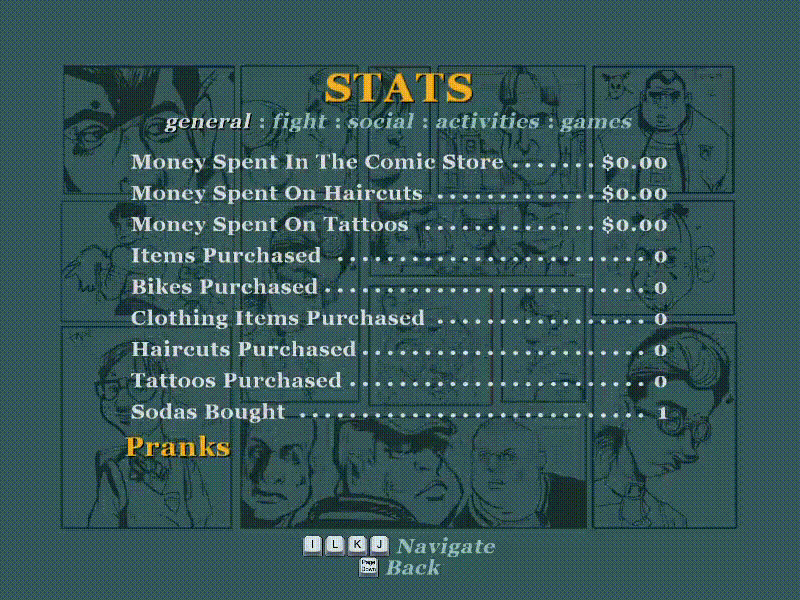 STATS
general : fight : social : activities : games
Money Spent In The Comic Store ....... $0.00
Money Spent On Haircuts ............. $0.00
Money Spent On Tattoos .............. $0.00
Items Purchased ......................... 0
Bikes Purchased .......................... 0
Clothing Items Purchased ................. 0
Haircuts Purchased ....................... 0
Tattoos Purchased ........................ 0
Sodas Bought ............................ 1
Pranks
I L K J Navigate
Page Down Back